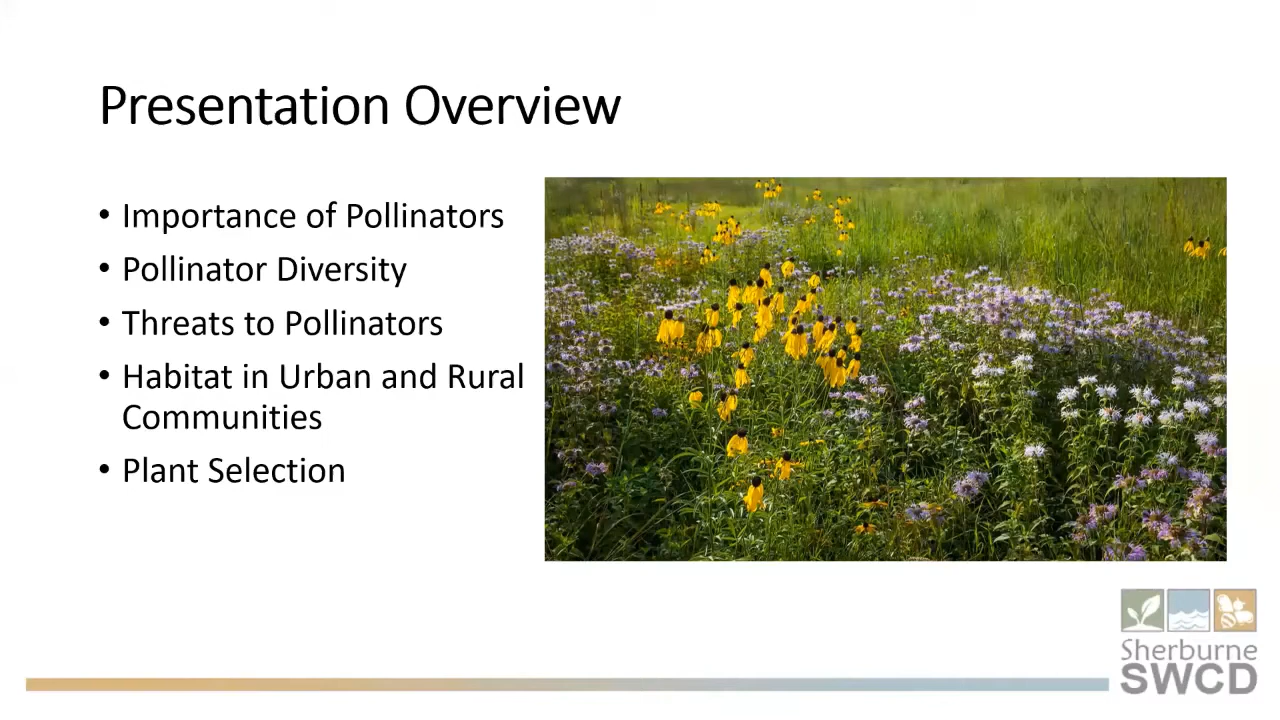 Presentation Overview
• Importance of Pollinators
• Pollinator Diversity
• Threats to Pollinators
• Habitat in Urban and Rural
Communities
• Plant Selection
Sherburne
SWCD